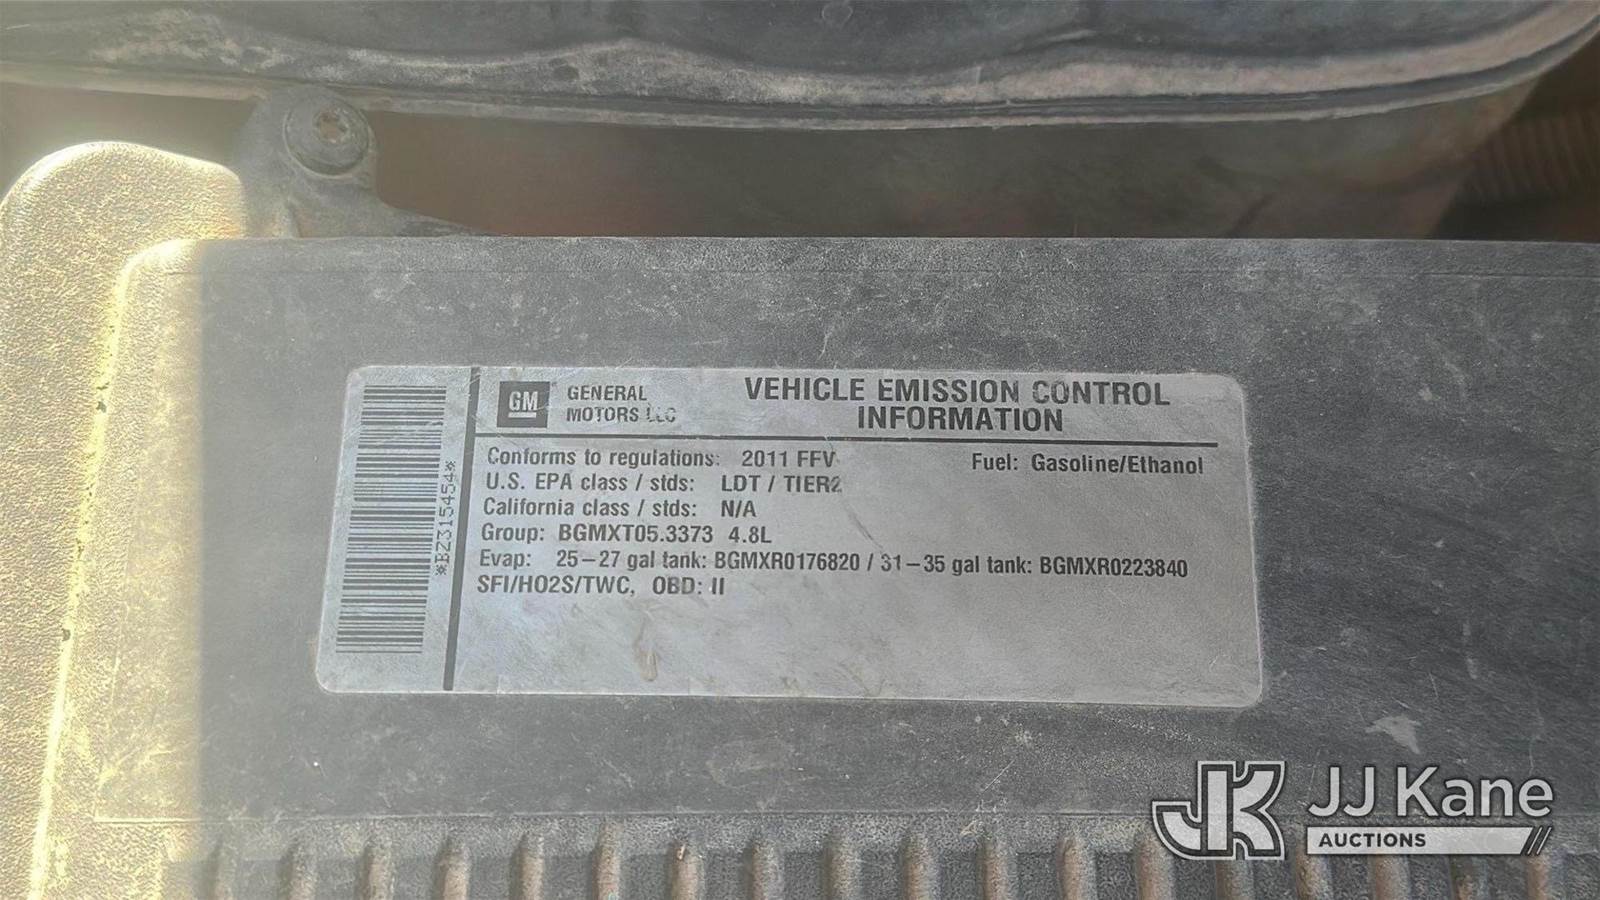 GM GENERAL MOTORS LLC
VEHICLE EMISSION CONTROL
INFORMATION
Conforms to regulations: 2011 FFV
Fuel: Gasoline/Ethanol
U.S. EPA class / stds: LDT / TIER2
California class / stds: N/A
Group: BGMXT05.3373 4.8L
Evap: 25-27 gal tank: BGMXR0176820 / 31-35 gal tank: BGMXR0223840
SFI/HO2S/TWC, OBD: II
*BZ315454*
JK JJ Kane
AUCTIONS